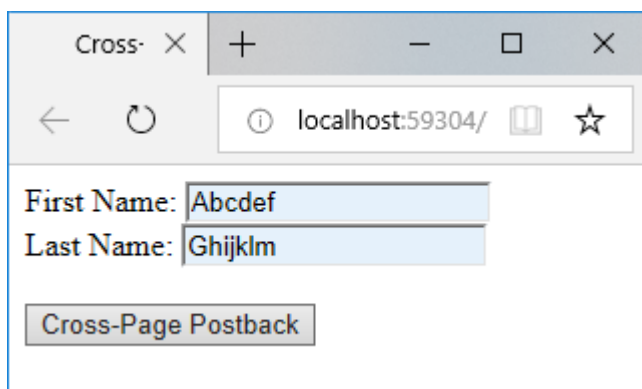 Cross-
localhost:59304/
First Name: Abcdef
Last Name: Ghijklm
Cross-Page Postback